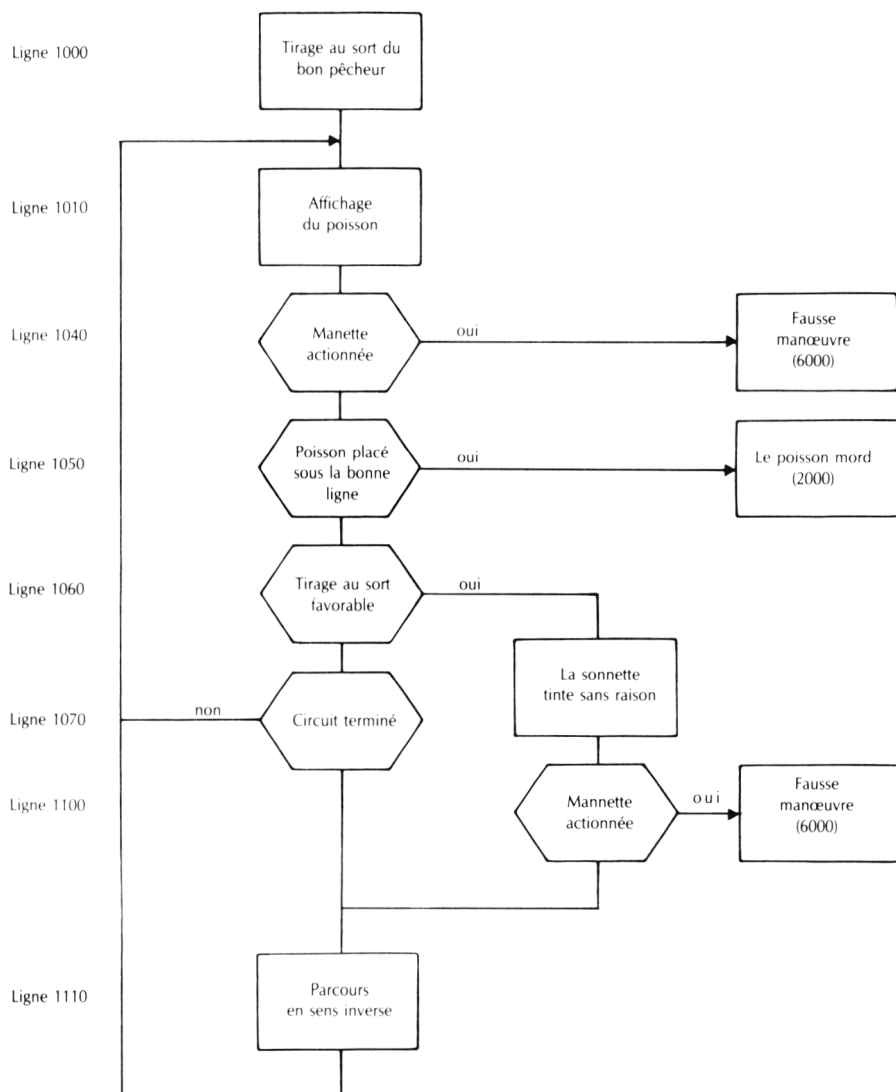 Ligne 1000
Tirage au sort du
bon pêcheur
Ligne 1010
Affichage
du poisson
Ligne 1040
Manette
actionnée
oui
Fausse
manœuvre
(6000)
Ligne 1050
Poisson placé
sous la bonne
ligne
oui
Le poisson mord
(2000)
Ligne 1060
Tirage au sort
favorable
oui
La sonnette
tinte sans raison
Ligne 1070
non
Circuit terminé
Ligne 1100
Mannette
actionnée
oui
Fausse
manœuvre
(6000)
Ligne 1110
Parcours
en sens inverse